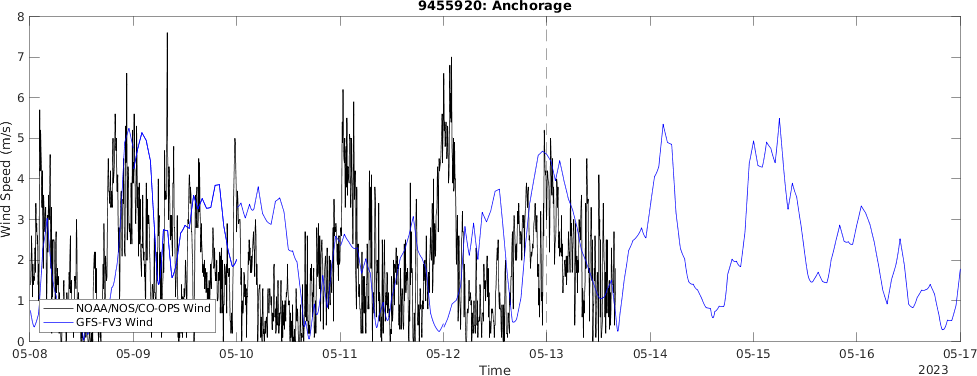 9455920: Anchorage
8
7
6
5
4
3
2
1
0
Wind Speed (m/s)
NOAA/NOS/CO-OPS Wind
GFS-FV3 Wind
05-08 05-09 05-10 05-11 05-12 05-13 05-14 05-15 05-16 05-17
Time
2023